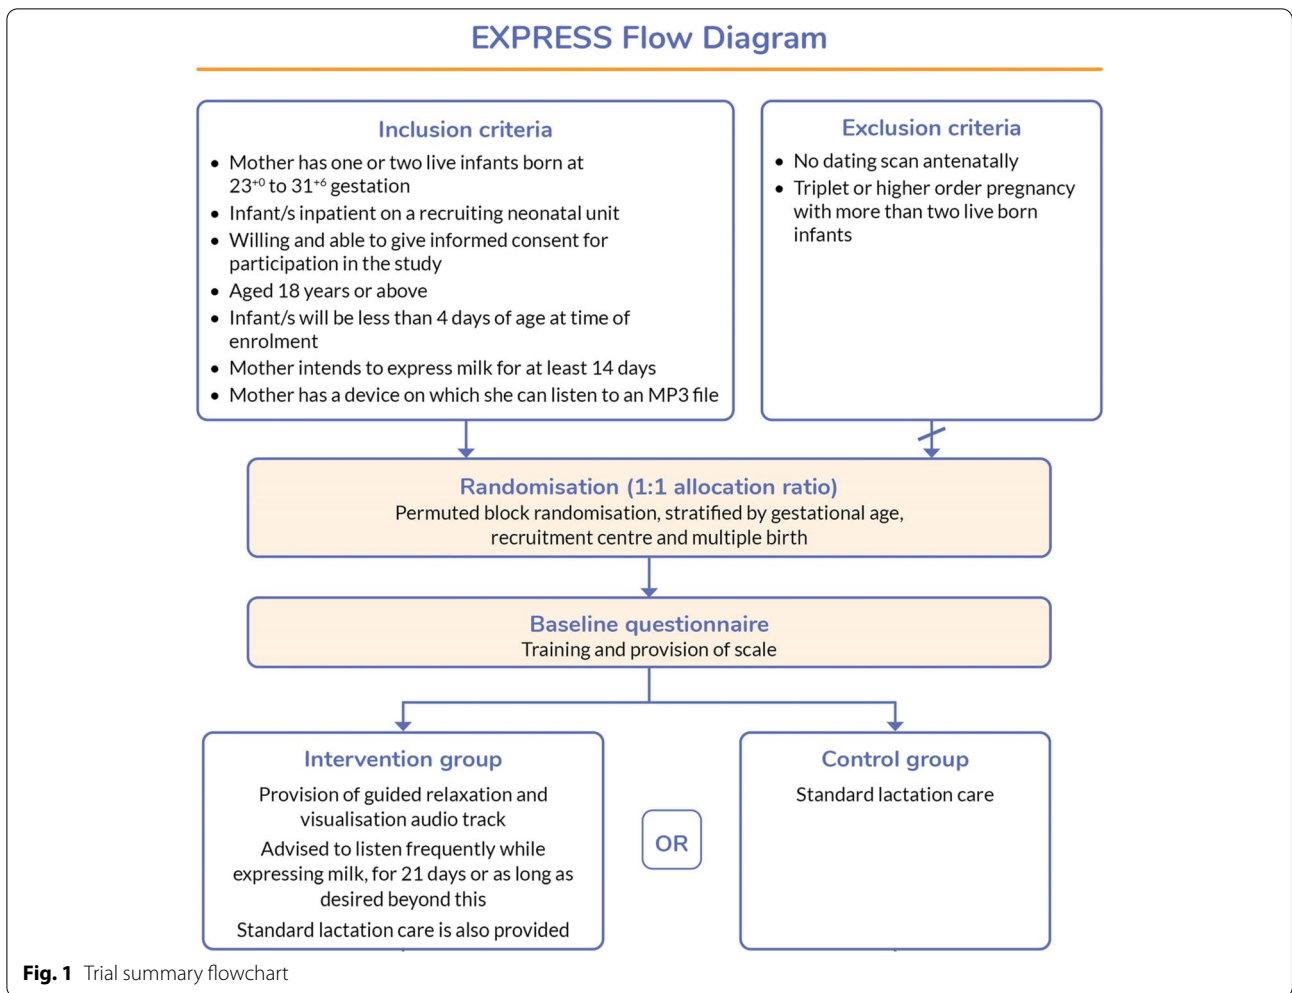 EXPRESS Flow Diagram
Inclusion criteria
• Mother has one or two live infants born at
23⁺⁰ to 31⁺⁶ gestation
• Infant/s inpatient on a recruiting neonatal unit
• Willing and able to give informed consent for
participation in the study
• Aged 18 years or above
• Infant/s will be less than 4 days of age at time of
enrolment
• Mother intends to express milk for at least 14 days
• Mother has a device on which she can listen to an MP3 file
Exclusion criteria
• No dating scan antenatally
• Triplet or higher order pregnancy
with more than two live born
infants
Randomisation (1:1 allocation ratio)
Permuted block randomisation, stratified by gestational age,
recruitment centre and multiple birth
Baseline questionnaire
Training and provision of scale
Intervention group
Provision of guided relaxation and
visualisation audio track
Advised to listen frequently while
expressing milk, for 21 days or as long as
desired beyond this
Standard lactation care is also provided
OR
Control group
Standard lactation care
Fig. 1 Trial summary flowchart